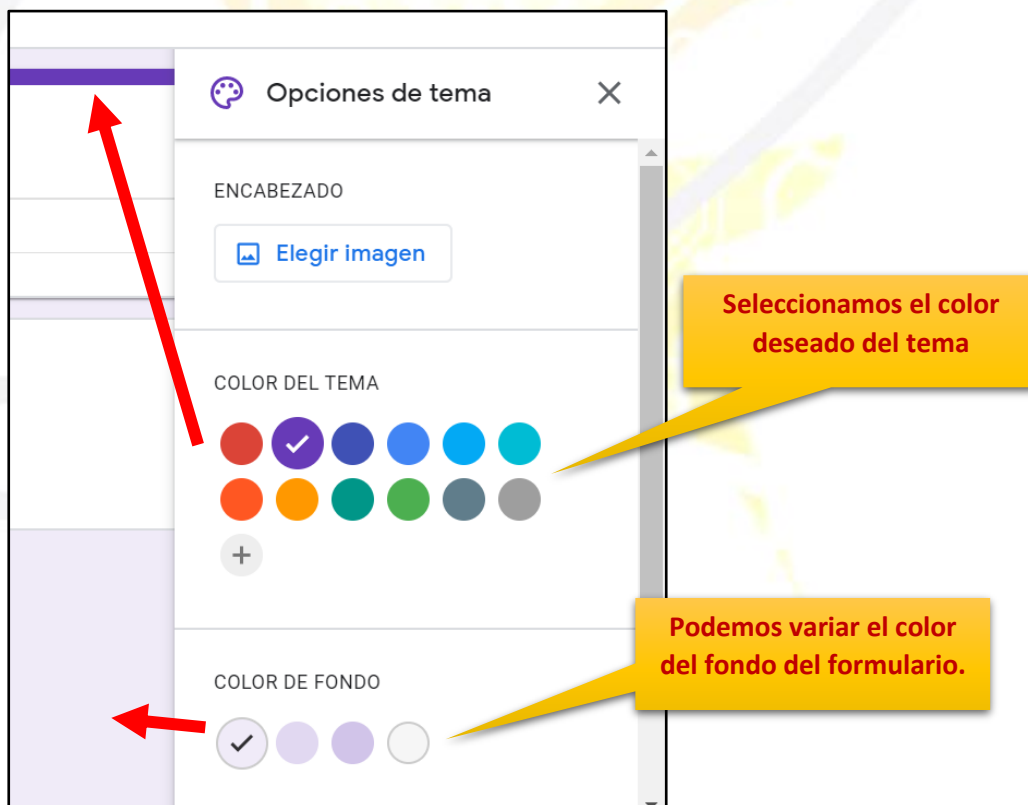 Opciones de tema
ENCABEZADO
Elegir imagen
Seleccionamos el color
deseado del tema
COLOR DEL TEMA
Podemos variar el color
del fondo del formulario.
COLOR DE FONDO